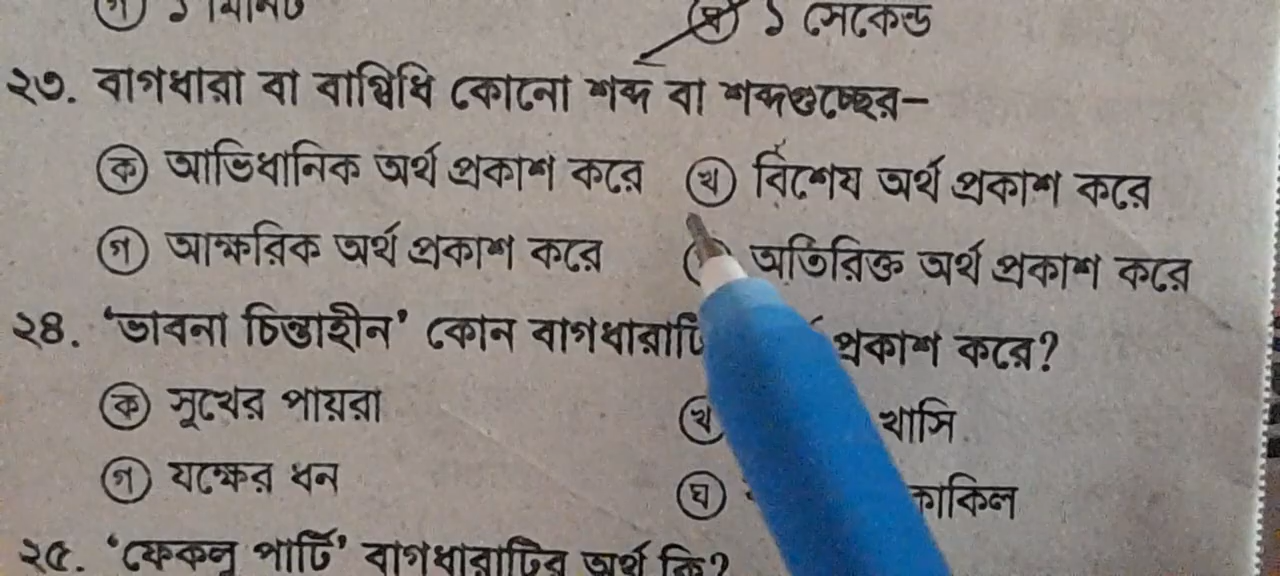 গ ১ মিনিট ঘ ১ সেকেন্ড
২৩. বাগধারা বা বাগ্বিধি কোনো শব্দ বা শব্দগুচ্ছের–
ক আভিধানিক অর্থ প্রকাশ করে খ বিশেষ অর্থ প্রকাশ করে
গ আক্ষরিক অর্থ প্রকাশ করে অতিরিক্ত অর্থ প্রকাশ করে
২৪. ‘ভাবনা চিন্তাহীন’ কোন প্রকাশ করে?
ক সুখের পায়রা খ খাসি
গ যক্ষের ধন ঘ
২৫. ‘ফেকলু পার্টি’ বাগধারাটির অর্থ কি?